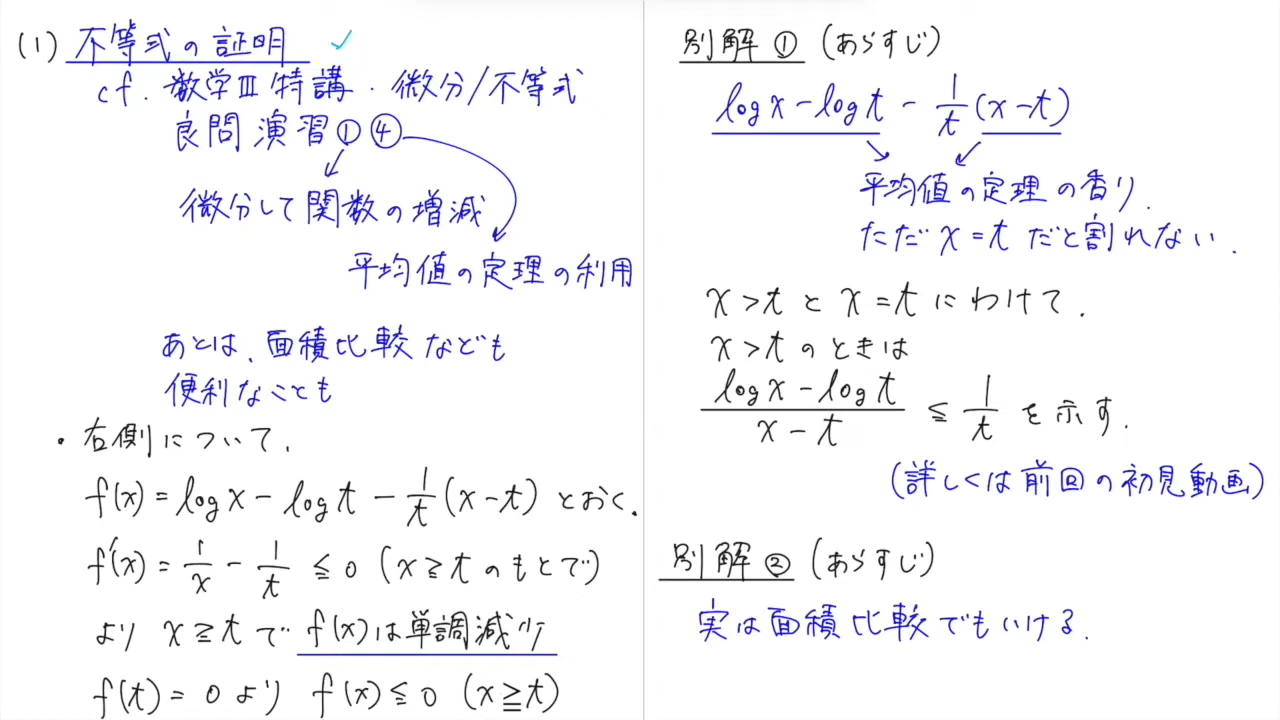 (1) 不等式の証明 ✓
cf. 数学Ⅲ特講・微分/不等式
良問演習①④
微分して関数の増減
平均値の定理の利用
あとは、面積比較なども
便利なことも
・右側について.
f(x) = log x - log t - 1/t (x-t) とおく.
f'(x) = 1/x - 1/t ≦ 0 (x ≧ t のもとで)
より x ≧ t で f(x)は単調減少
f(t) = 0 より f(x) ≦ 0 (x ≧ t)
別解① (あらすじ)
log x - log t - 1/t (x-t)
平均値の定理の香り.
ただ x = t だと割れない.
x > t と x = t にわけて.
x > t のときは
(log x - log t)/(x - t) ≦ 1/t を示す.
(詳しくは前回の初見動画)
別解② (あらすじ)
実は面積比較でもいける.